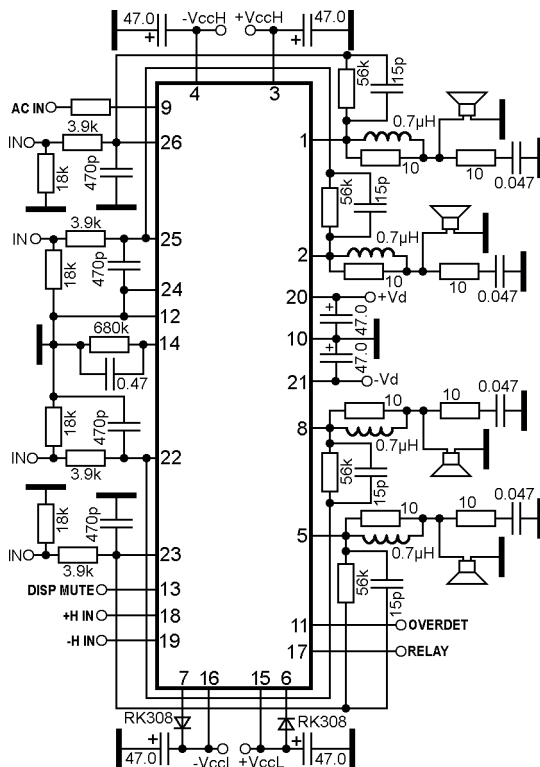 47.0 + -VccH +VccH + 47.0
4 3
56k 15p
AC IN 9
3.9k
IN 26
18k 470p
1 0.7µH
10 10 0.047
56k 15p
3.9k
IN 25
18k 470p
2 0.7µH
10 10 0.047
24
20 +Vd
12
+ 47.0
680k
14 10
0.47
+ 47.0
21 -Vd
18k 470p
10 10 0.047
8
IN 22
3.9k
0.7µH
56k 15p
18k 470p
10 10 0.047
5
IN 23
3.9k
0.7µH
DISP MUTE 13
56k 15p
+H IN 18
11 OVERDET
-H IN 19
17 RELAY
7 16 15 6
RK308 RK308
47.0 + -VccL +VccL + 47.0